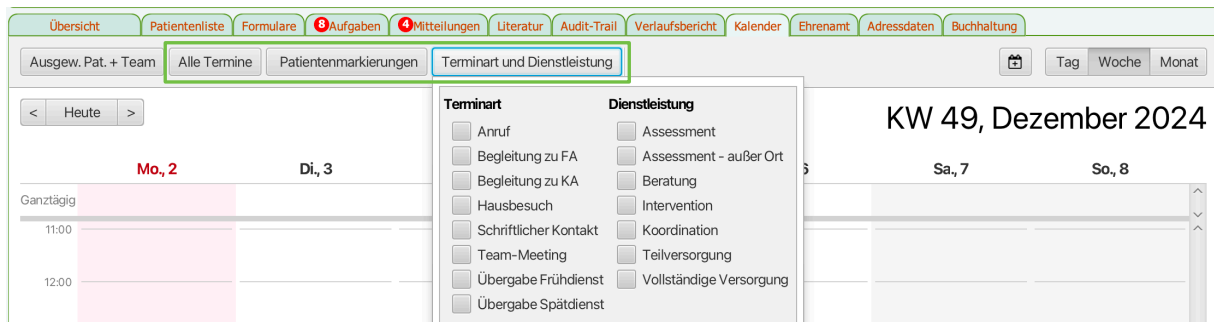 Übersicht Patientenliste Formulare 8 Aufgaben 4 Mitteilungen Literatur Audit-Trail Verlaufsbericht Kalender Ehrenamt Adressdaten Buchhaltung
Ausgew. Pat. + Team Alle Termine Patientenmarkierungen Terminart und Dienstleistung Tag Woche Monat
< Heute > KW 49, Dezember 2024
Terminart Dienstleistung
Anruf Assessment
Begleitung zu FA Assessment - außer Ort
Begleitung zu KA Beratung
Hausbesuch Intervention
Schriftlicher Kontakt Koordination
Team-Meeting Teilversorgung
Übergabe Frühdienst Vollständige Versorgung
Übergabe Spätdienst
Mo., 2 Di., 3 Sa., 7 So., 8
Ganztägig
11:00
12:00